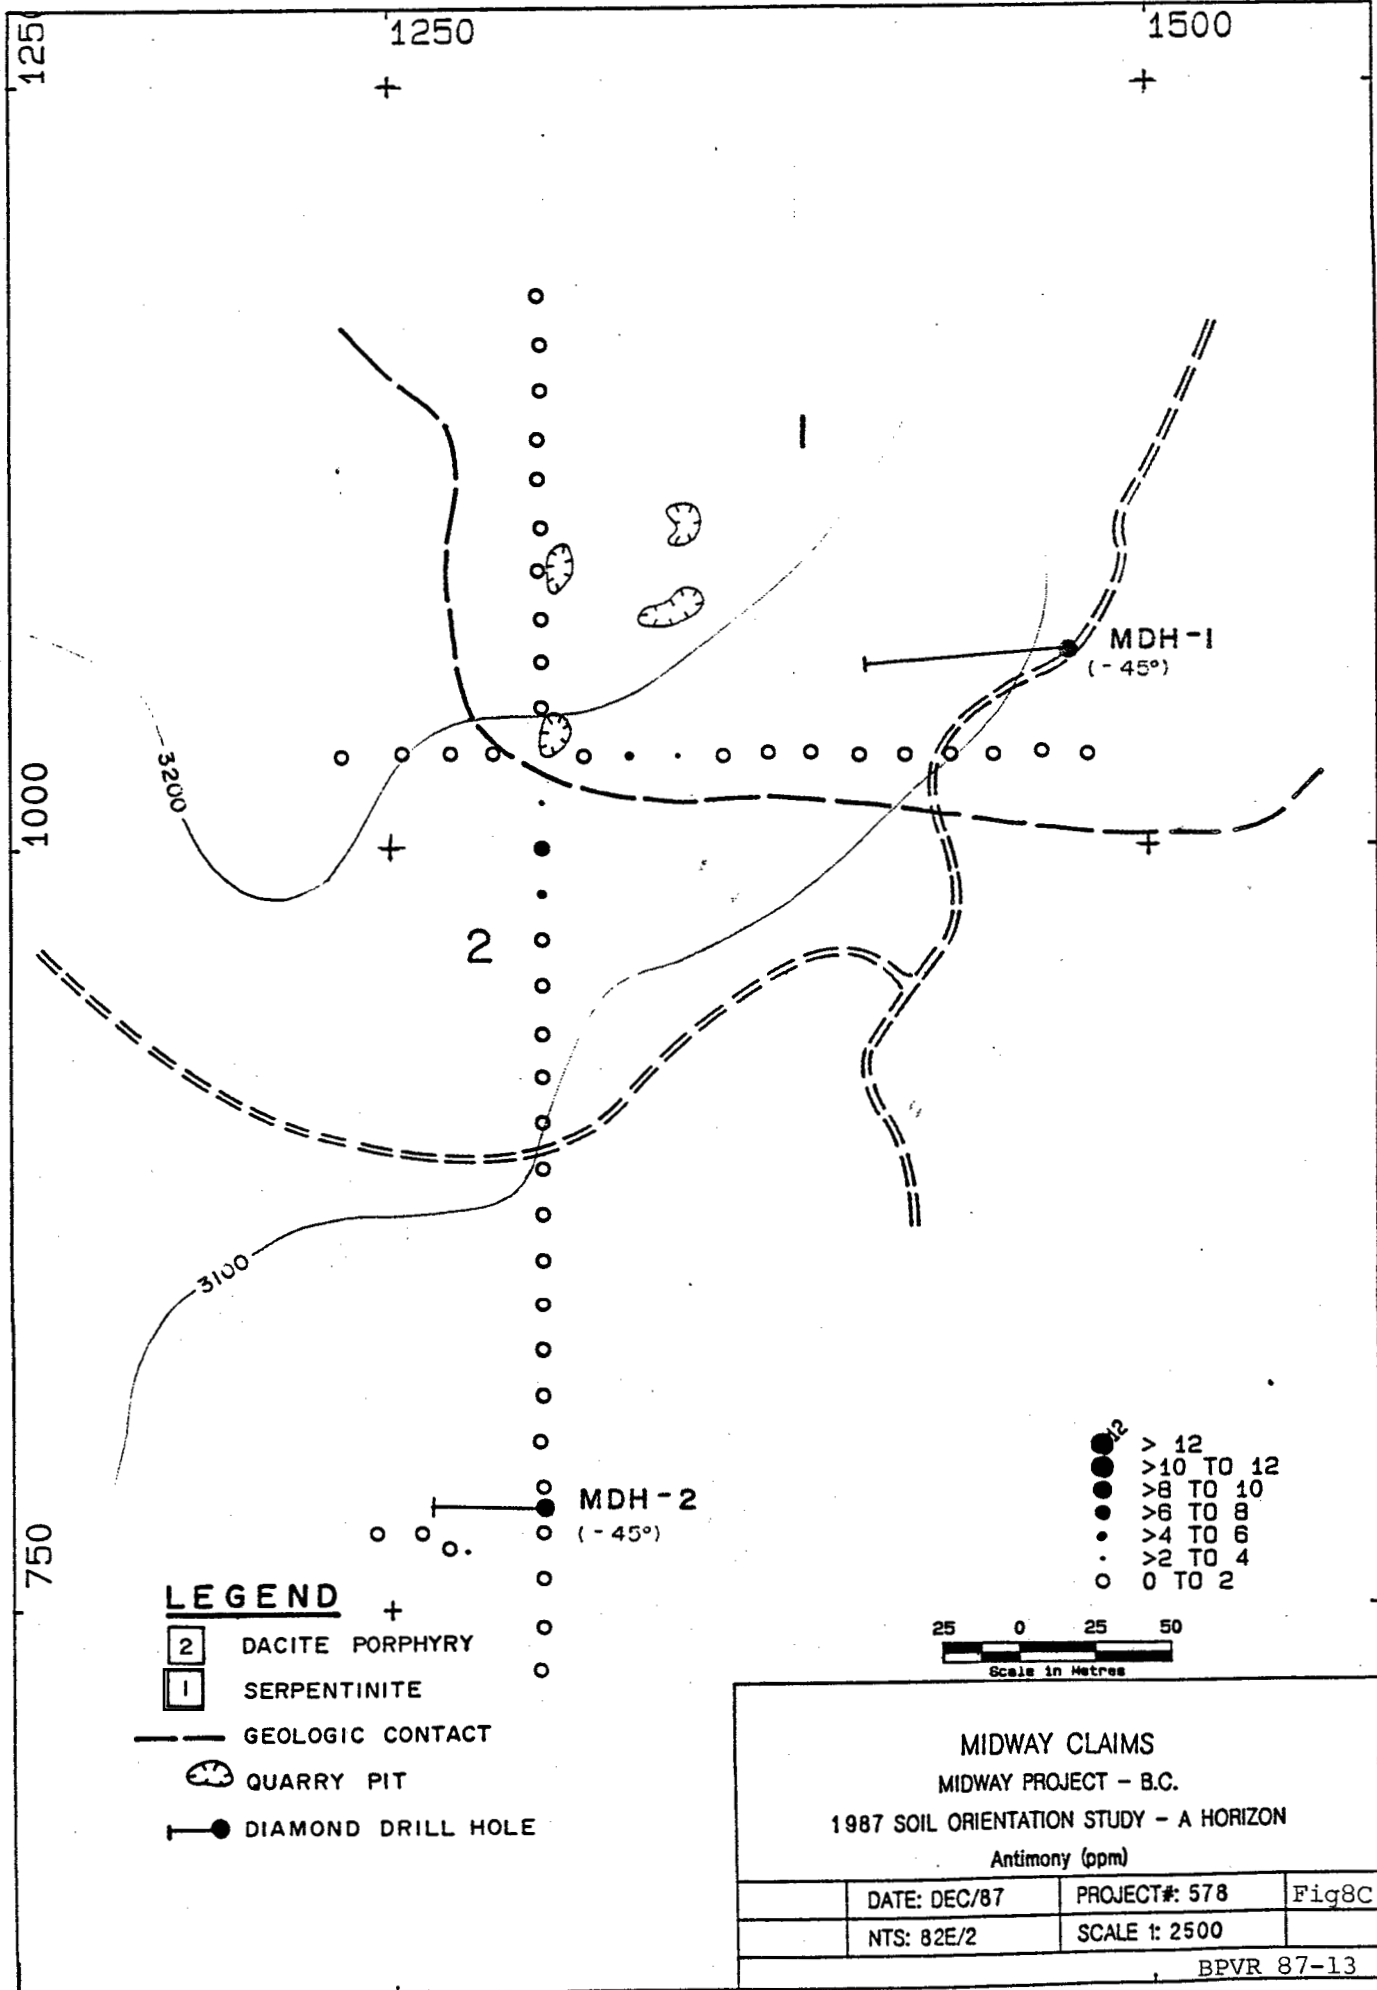 1250
1250
1500
1
MDH-1
(-45°)
3200
1000
2
3100
MDH-2
(-45°)
750
12
> 12
>10 TO 12
>8 TO 10
>6 TO 8
>4 TO 6
>2 TO 4
0 TO 2
LEGEND
2 DACITE PORPHYRY
1 SERPENTINITE
GEOLOGIC CONTACT
QUARRY PIT
DIAMOND DRILL HOLE
25 0 25 50
Scale in Metres
MIDWAY CLAIMS
MIDWAY PROJECT - B.C.
1987 SOIL ORIENTATION STUDY - A HORIZON
Antimony (ppm)
DATE: DEC/87 PROJECT#: 578 Fig8C
NTS: 82E/2 SCALE 1: 2500
BPVR 87-13